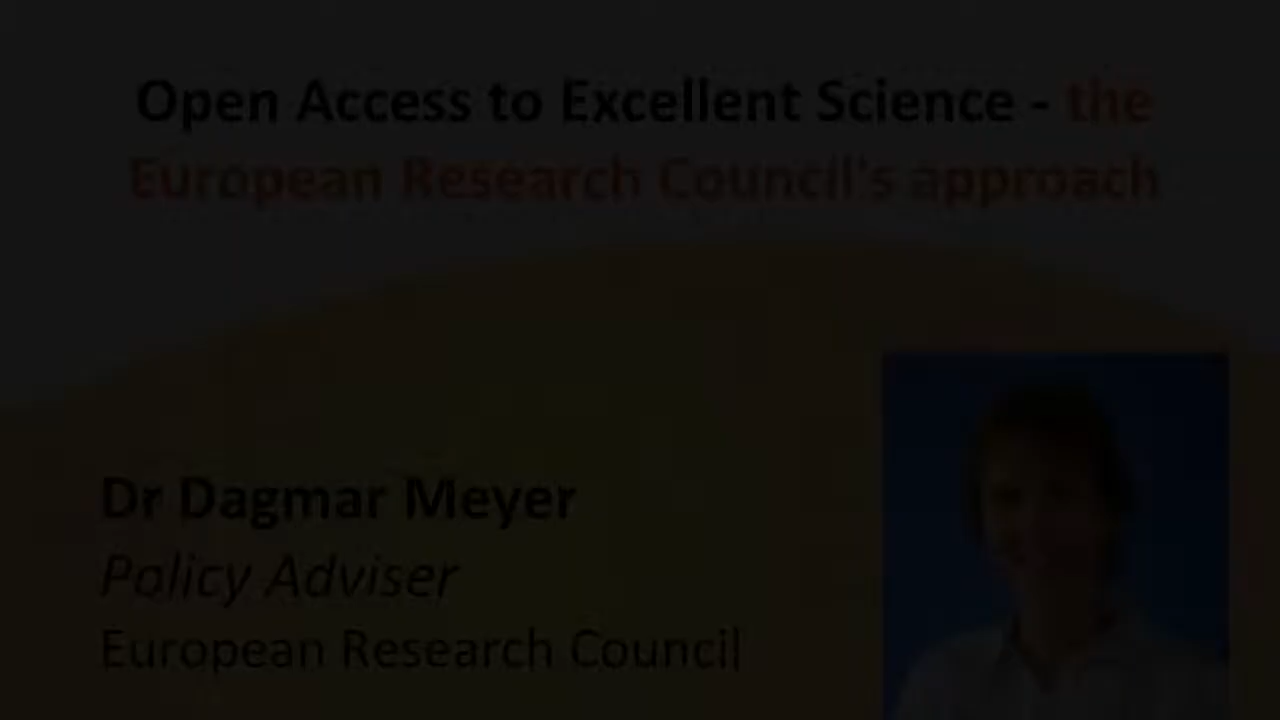 Open Access to Excellent Science - the
European Research Council's approach
Dr Dagmar Meyer
Policy Adviser
European Research Council